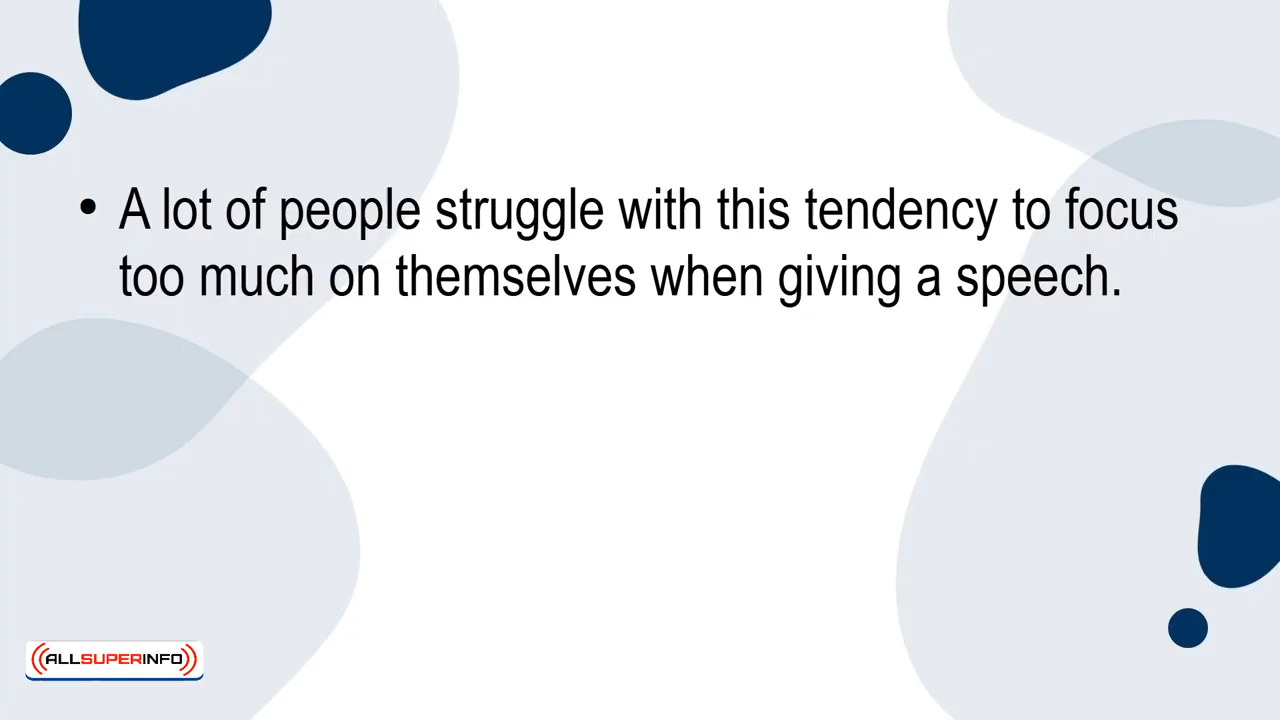 • A lot of people struggle with this tendency to focus
too much on themselves when giving a speech.
ALLSUPERINFO